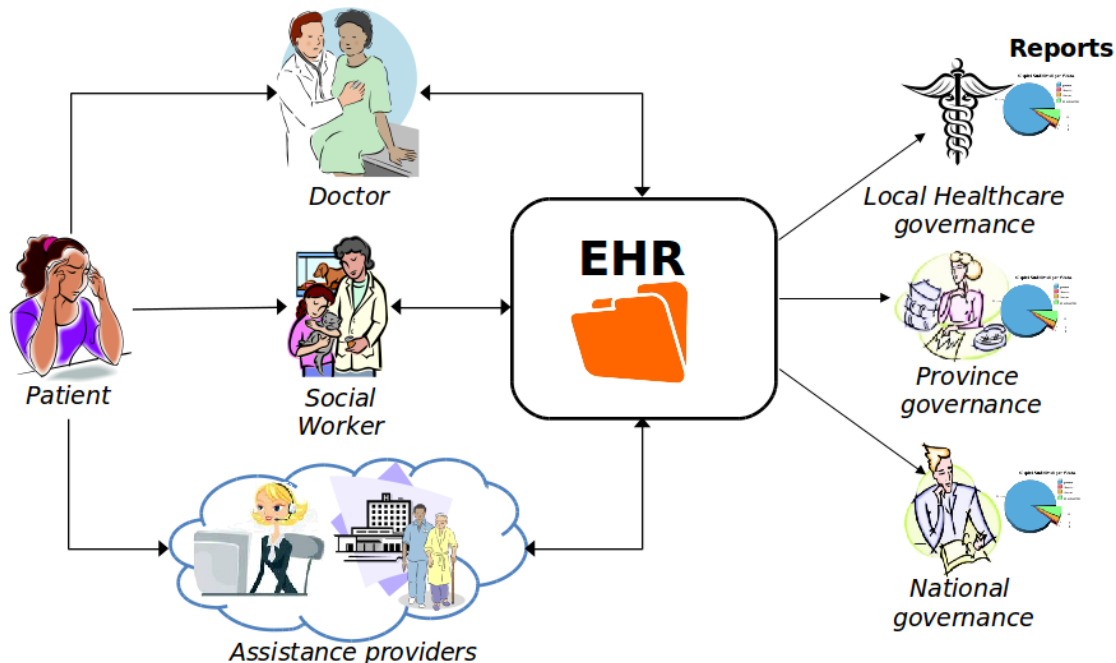 Reports
Doctor
Local Healthcare
governance
EHR
Patient
Social
Worker
Province
governance
National
governance
Assistance providers